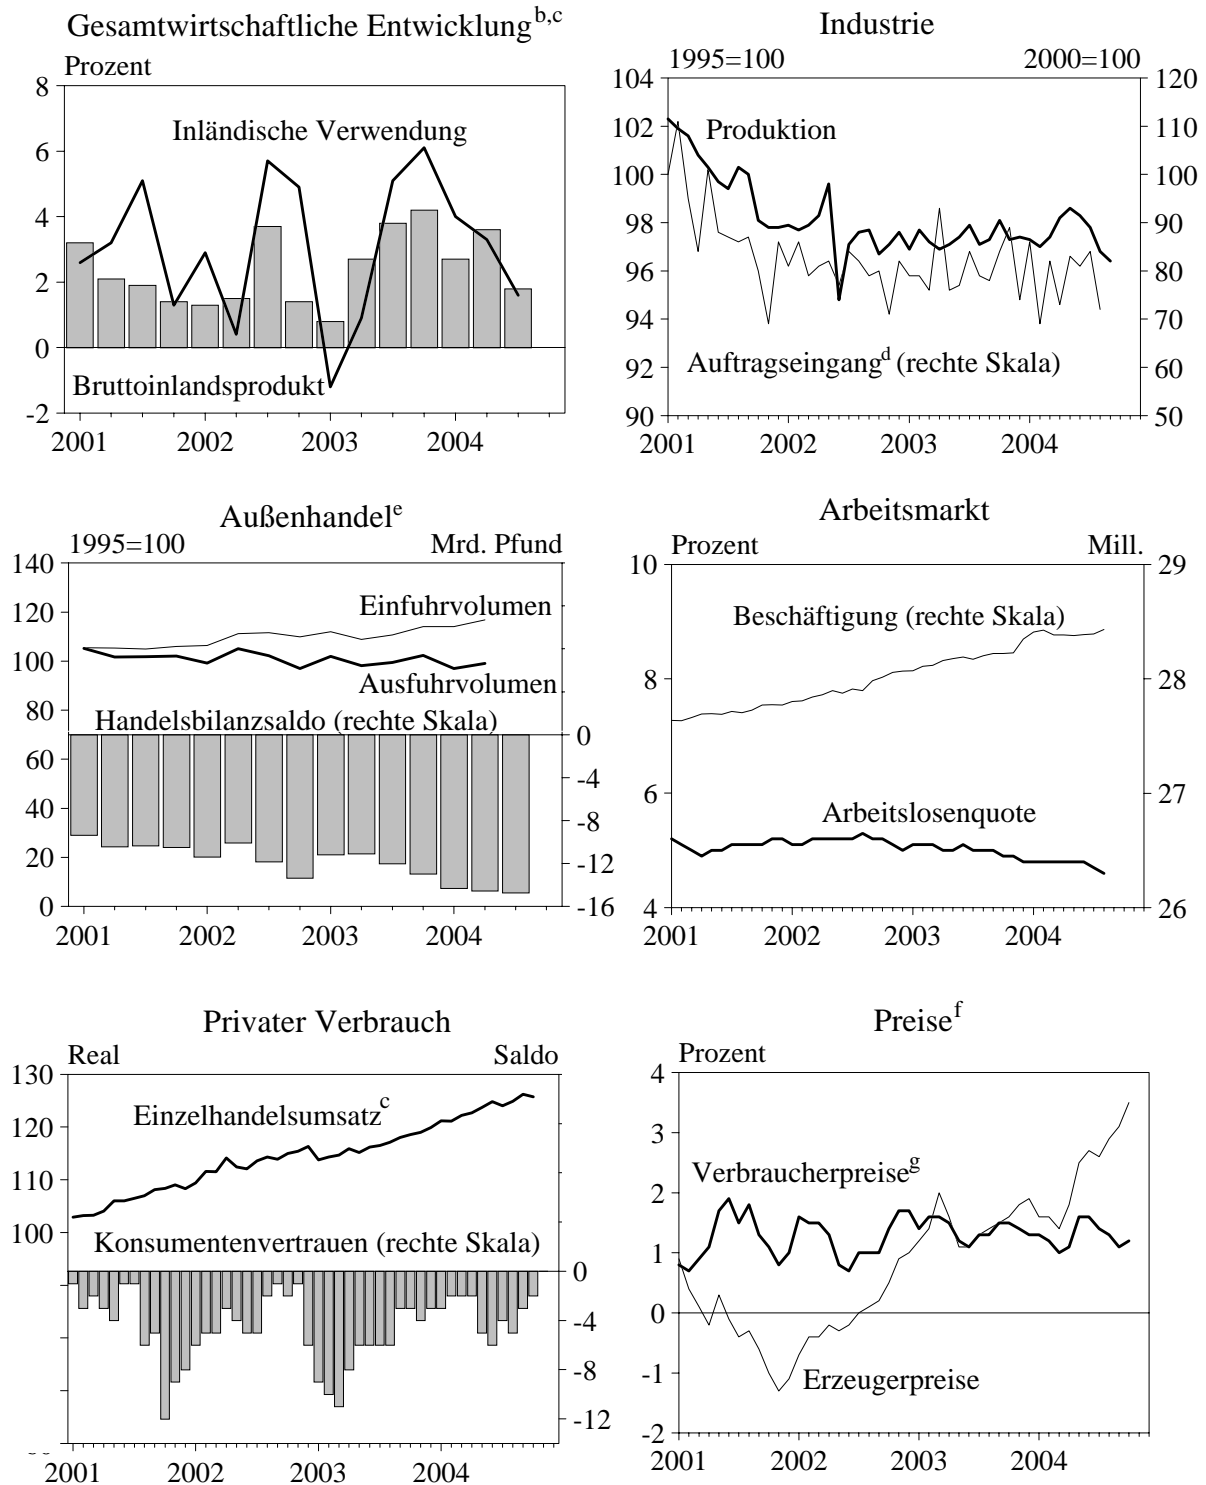 Gesamtwirtschaftliche Entwicklung b,c
Prozent
8
6
4
2
0
-2
Inländische Verwendung
Bruttoinlandsprodukt
2001 2002 2003 2004
Industrie
1995=100 2000=100
104 120
102 110
100 100
98 90
96 80
94 70
92 60
90 50
Produktion
Auftragseingang d (rechte Skala)
2001 2002 2003 2004
Außenhandel e
1995=100 Mrd. Pfund
140
120
100
80
60
40
20
0
Einfuhrvolumen
Ausfuhrvolumen
Handelsbilanzsaldo (rechte Skala)
0
-4
-8
-12
-16
2001 2002 2003 2004
Arbeitsmarkt
Prozent Mill.
10 29
8 28
6 27
4 26
Beschäftigung (rechte Skala)
Arbeitslosenquote
2001 2002 2003 2004
Privater Verbrauch
Real Saldo
130
120
110
100
Einzelhandelsumsatz c
Konsumentenvertrauen (rechte Skala)
0
-4
-8
-12
2001 2002 2003 2004
Preise f
Prozent
4
3
2
1
0
-1
-2
Verbraucherpreise g
Erzeugerpreise
2001 2002 2003 2004